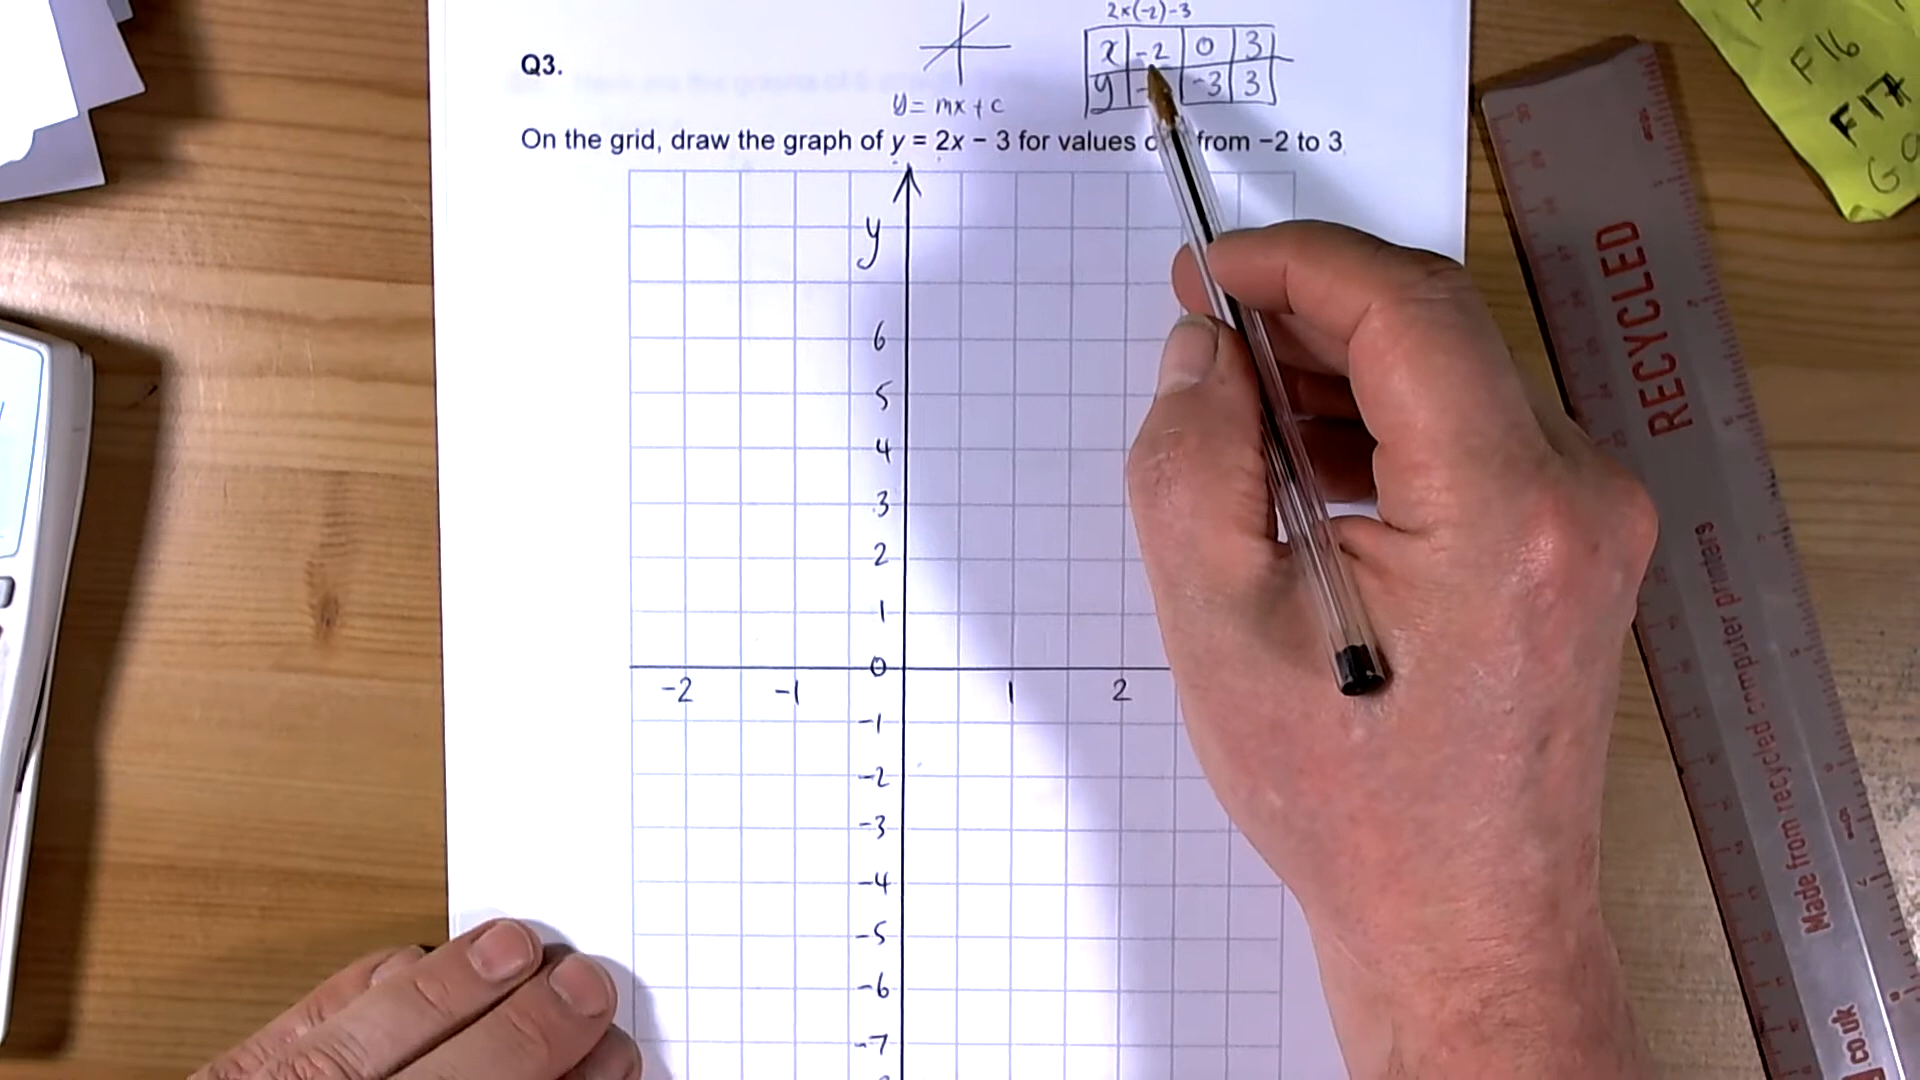 2×(-2)-3
x -2 0 3
y - -3 3
Q3.
y = mx + c
On the grid, draw the graph of y = 2x − 3 for values from −2 to 3
y
6
5
4
3
2
1
0
-2 -1 1 2
-1
-2
-3
-4
-5
-6
-7
RECYCLED
Made from recycled computer printers
co.uk
F16
F17
G